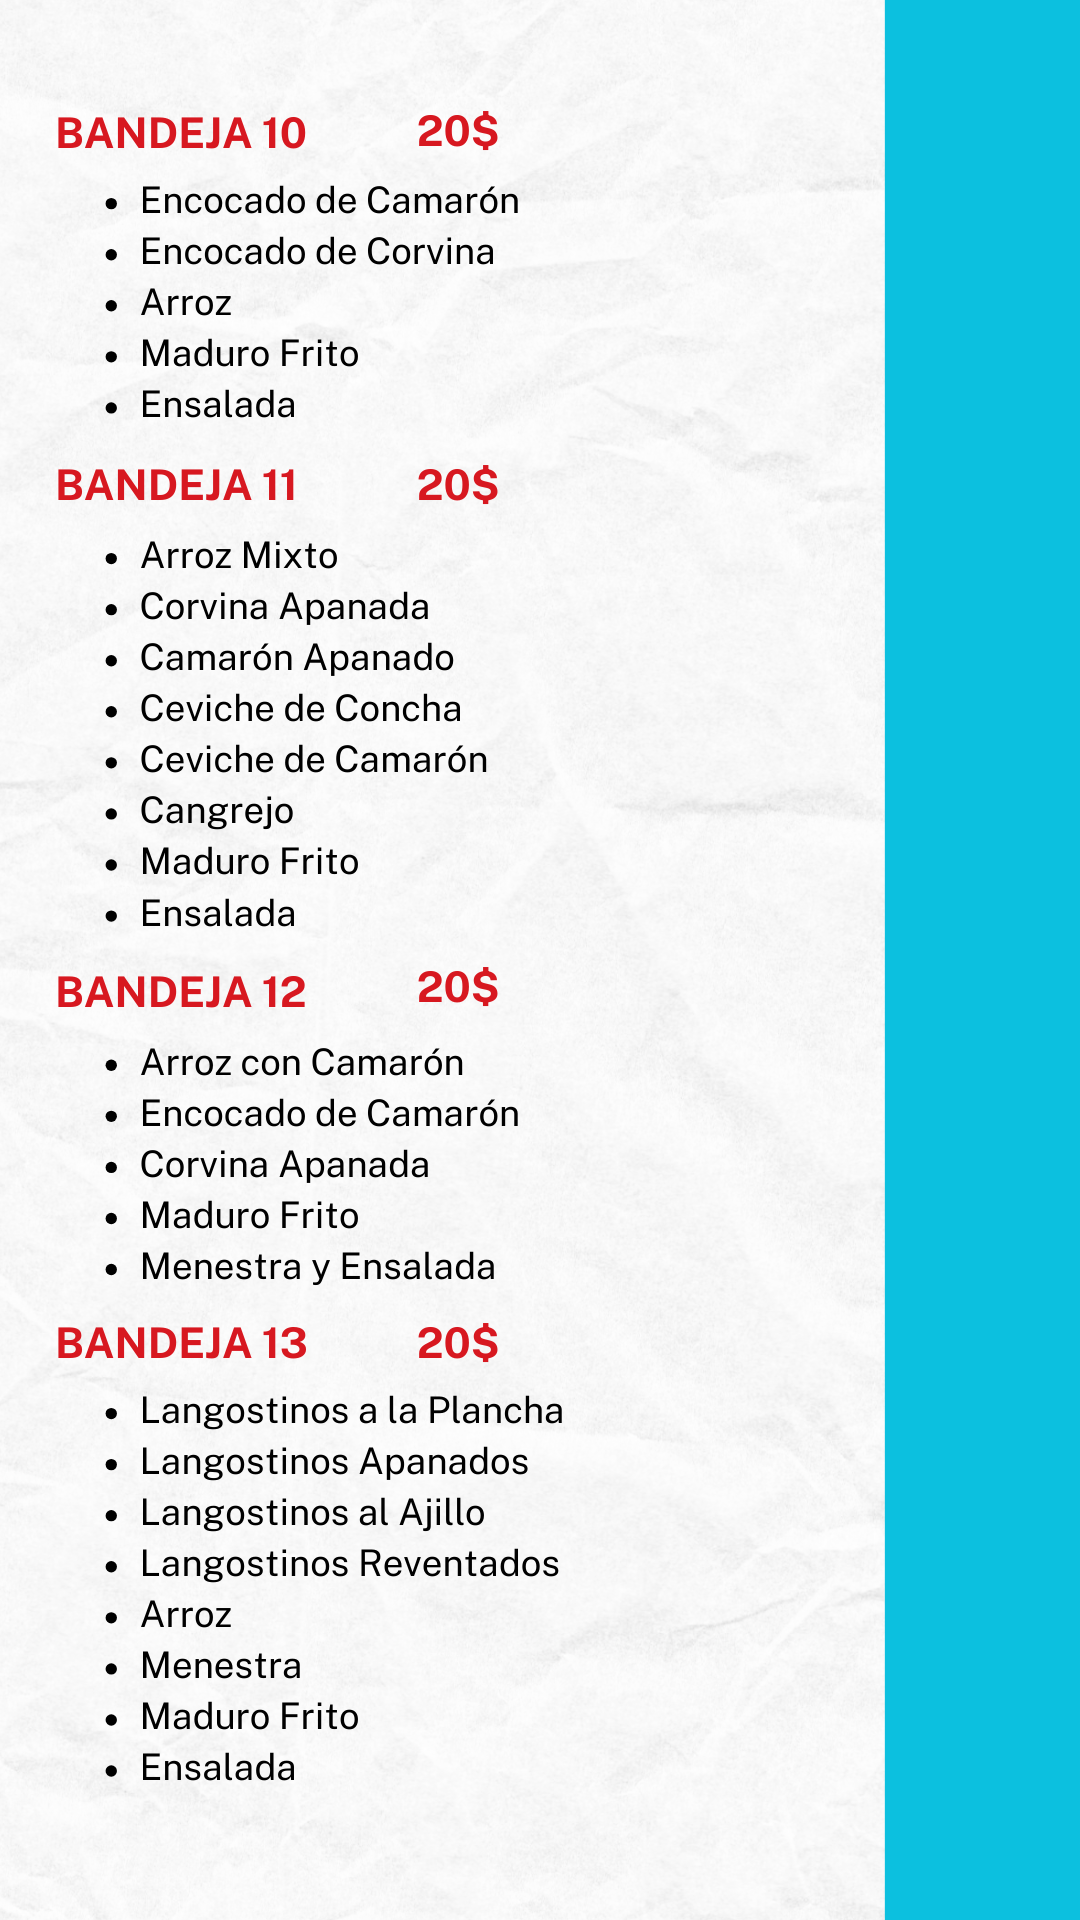 BANDEJA 10 20$
• Encocado de Camarón
• Encocado de Corvina
• Arroz
• Maduro Frito
• Ensalada
BANDEJA 11 20$
• Arroz Mixto
• Corvina Apanada
• Camarón Apanado
• Ceviche de Concha
• Ceviche de Camarón
• Cangrejo
• Maduro Frito
• Ensalada
BANDEJA 12 20$
• Arroz con Camarón
• Encocado de Camarón
• Corvina Apanada
• Maduro Frito
• Menestra y Ensalada
BANDEJA 13 20$
• Langostinos a la Plancha
• Langostinos Apanados
• Langostinos al Ajillo
• Langostinos Reventados
• Arroz
• Menestra
• Maduro Frito
• Ensalada